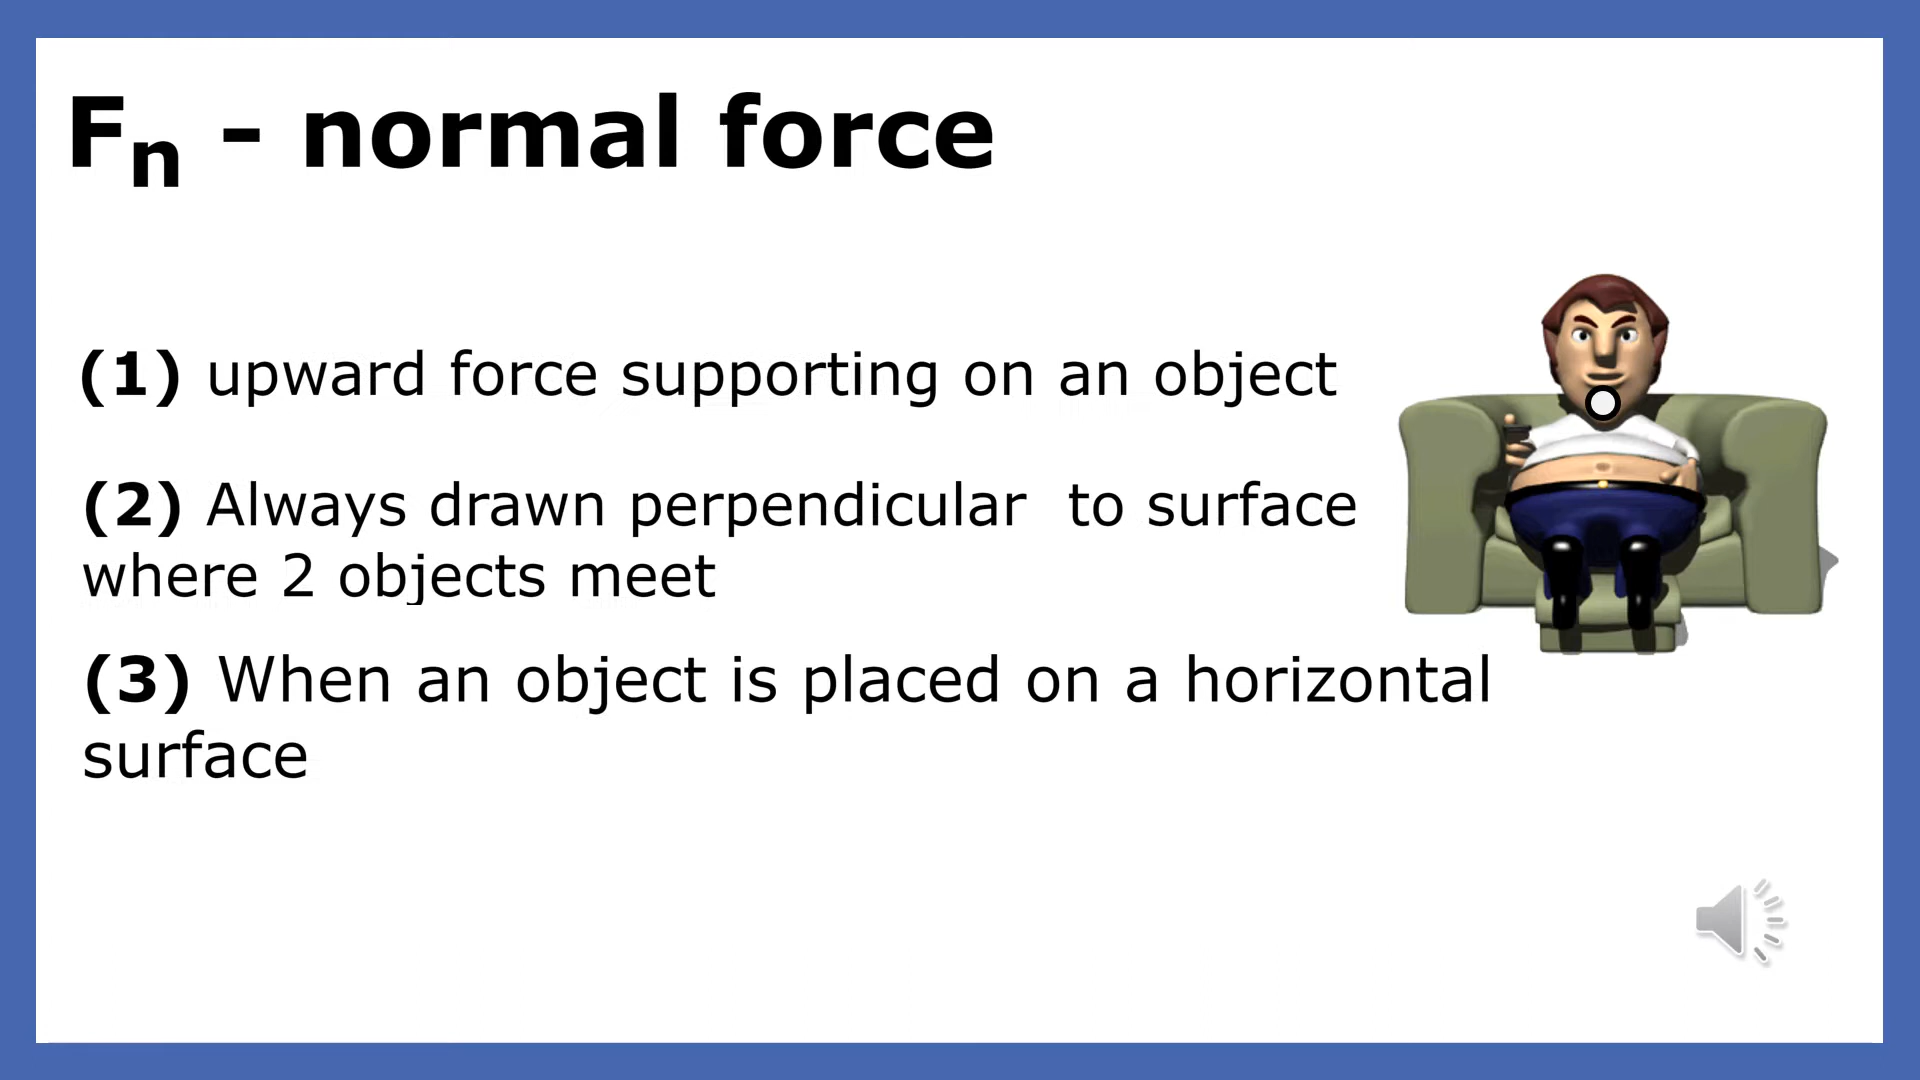 Fn - normal force
(1) upward force supporting on an object
(2) Always drawn perpendicular to surface
where 2 objects meet
(3) When an object is placed on a horizontal
surface